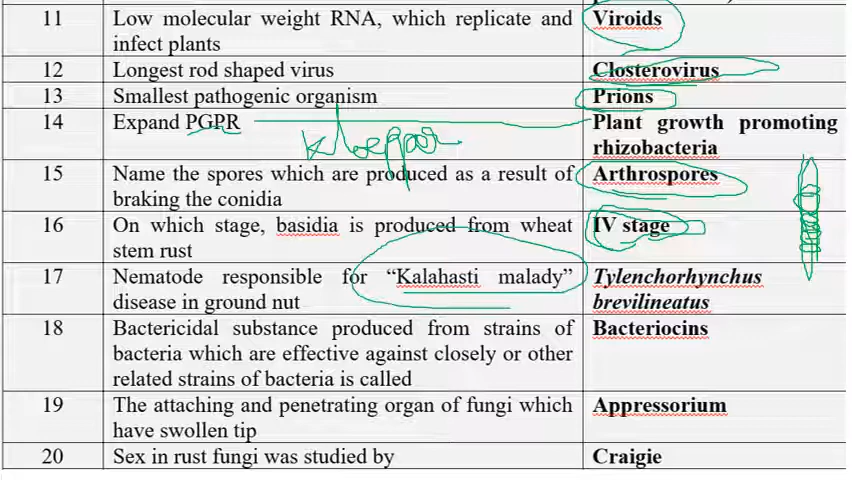 11 Low molecular weight RNA, which replicate and Viroids
infect plants
12 Longest rod shaped virus Closterovirus
13 Smallest pathogenic organism Prions
14 Expand PGPR Plant growth promoting
rhizobacteria
15 Name the spores which are produced as a result of Arthrospores
braking the conidia
16 On which stage, basidia is produced from wheat IV stage
stem rust
17 Nematode responsible for “Kalahasti malady” Tylenchorhynchus
disease in ground nut brevilineatus
18 Bactericidal substance produced from strains of Bacteriocins
bacteria which are effective against closely or other
related strains of bacteria is called
19 The attaching and penetrating organ of fungi which Appressorium
have swollen tip
20 Sex in rust fungi was studied by Craigie